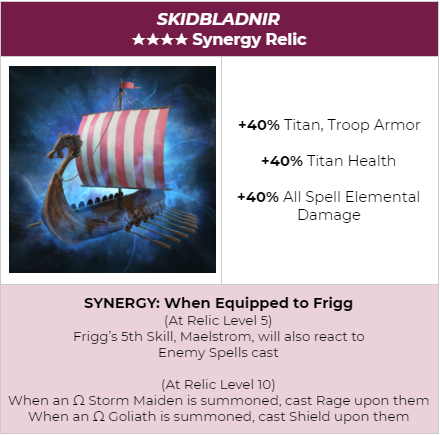 SKIDBLADNIR
★★★★ Synergy Relic
+40% Titan, Troop Armor
+40% Titan Health
+40% All Spell Elemental
Damage
SYNERGY: When Equipped to Frigg
(At Relic Level 5)
Frigg's 5th Skill, Maelstrom, will also react to
Enemy Spells cast
(At Relic Level 10)
When an Ω Storm Maiden is summoned, cast Rage upon them
When an Ω Goliath is summoned, cast Shield upon them